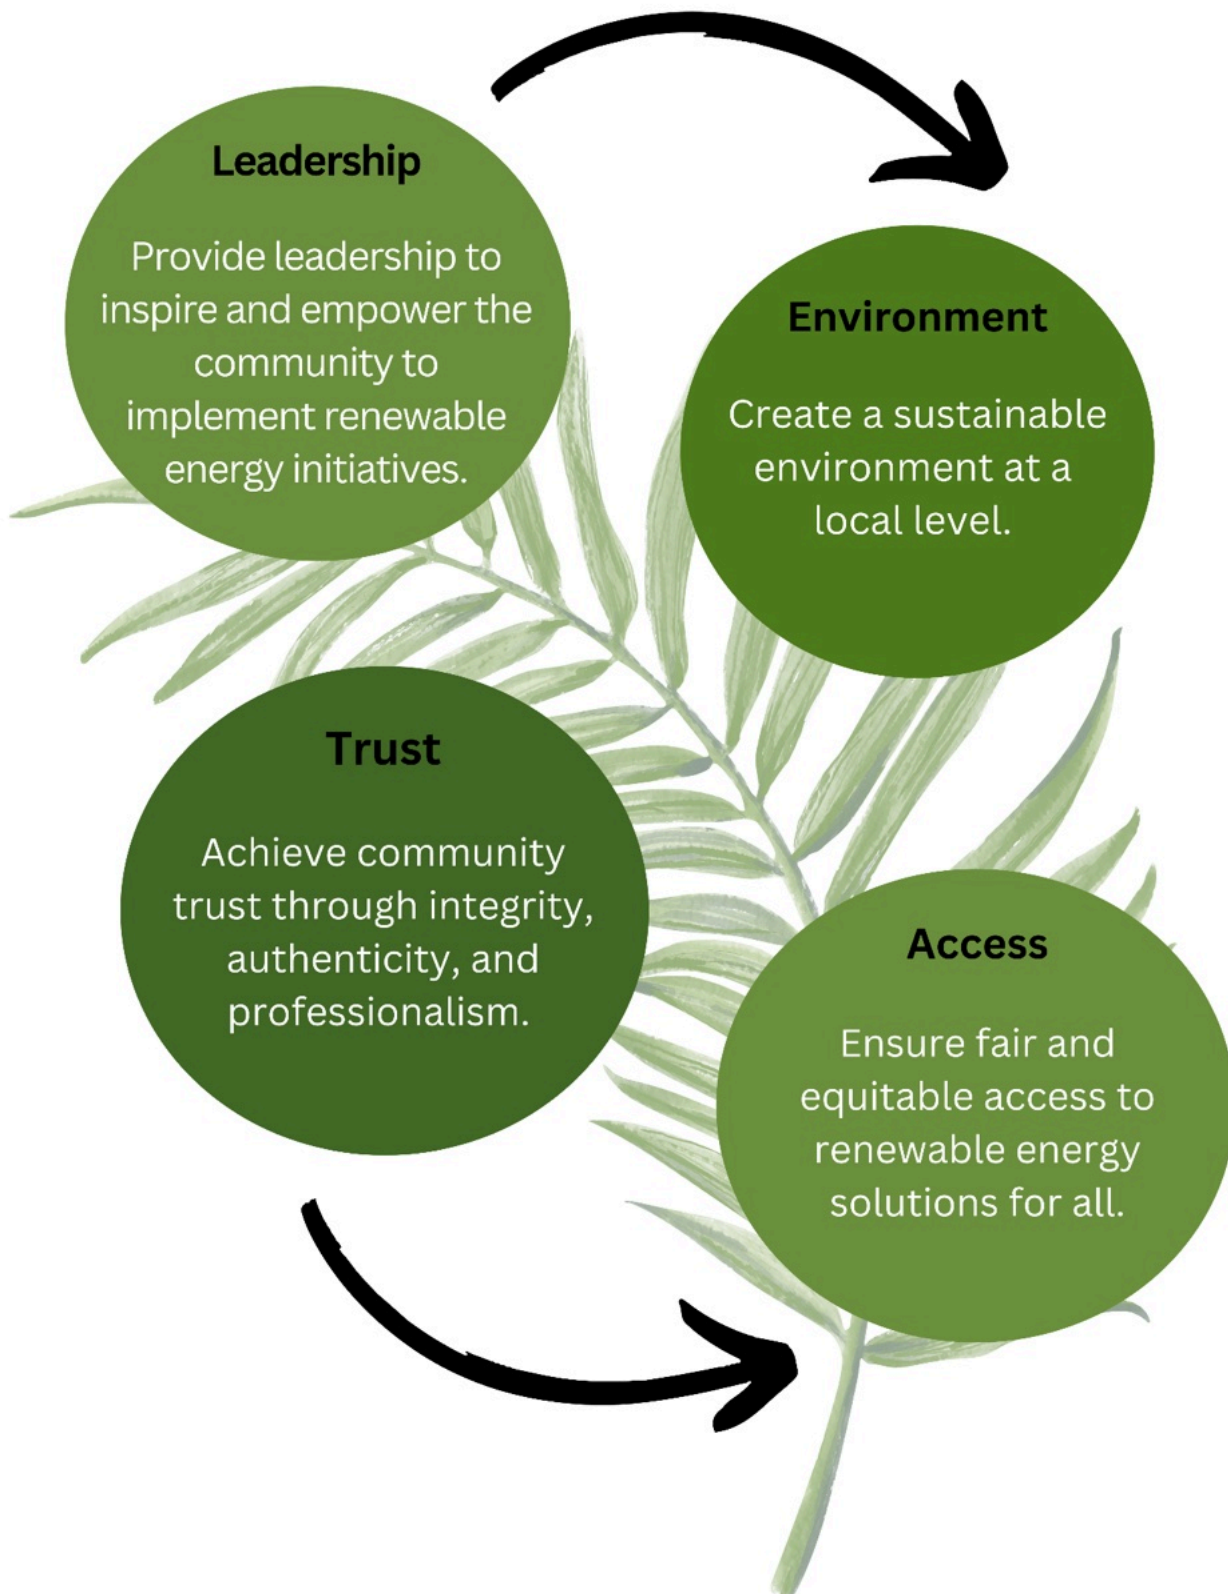 Leadership
Provide leadership to
inspire and empower the
community to
implement renewable
energy initiatives.
Environment
Create a sustainable
environment at a
local level.
Trust
Achieve community
trust through integrity,
authenticity, and
professionalism.
Access
Ensure fair and
equitable access to
renewable energy
solutions for all.